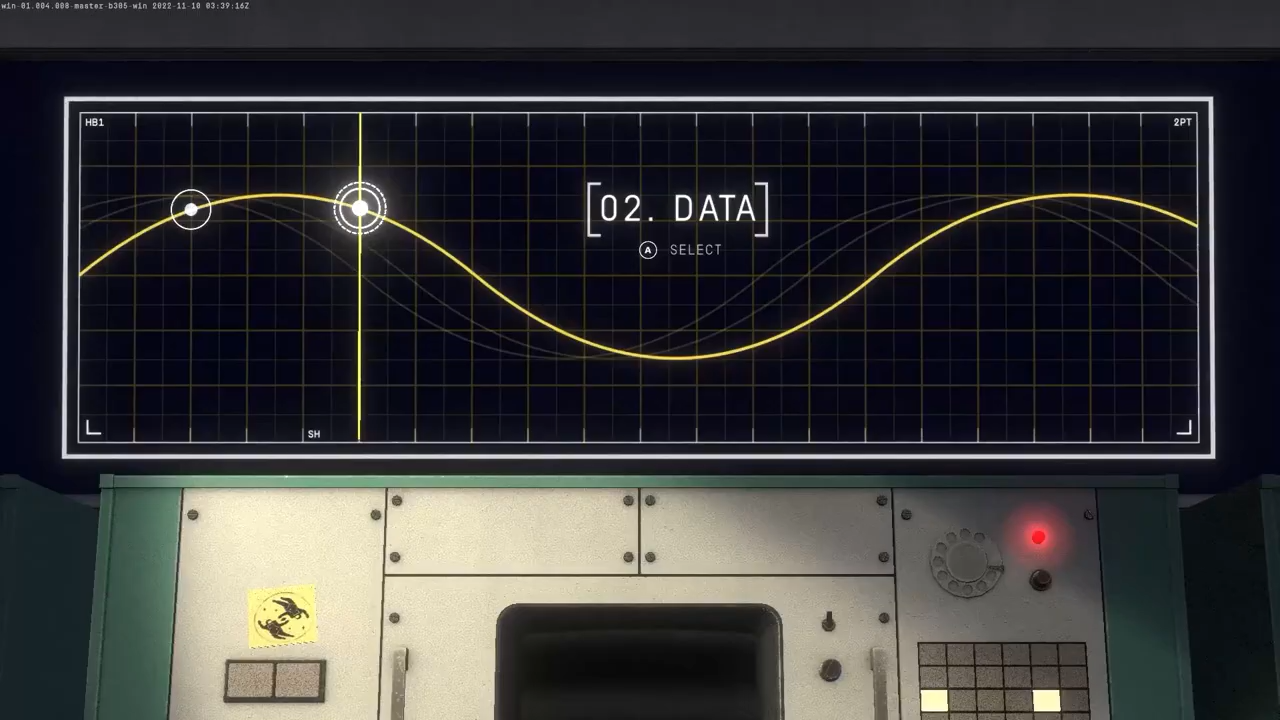 win-01.004.008-master-b305-win 2022-11-10 03:39:16Z
HB1
2PT
[02. DATA]
A SELECT
SH